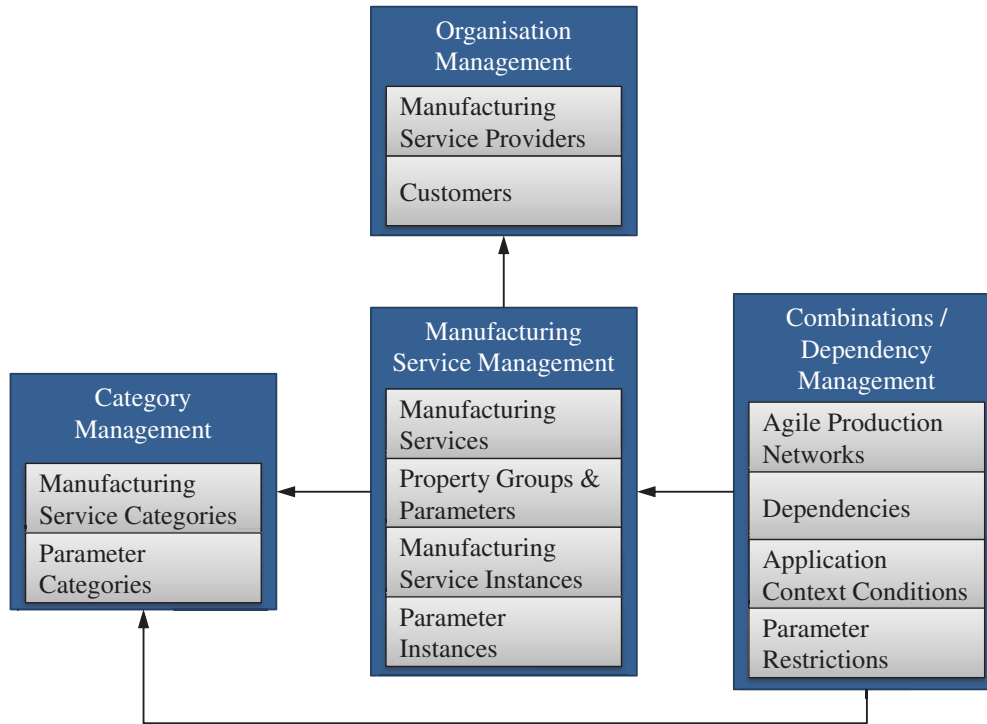 Organisation
Management
Manufacturing
Service Providers
Customers
Manufacturing
Service Management
Manufacturing
Services
Property Groups &
Parameters
Manufacturing
Service Instances
Parameter
Instances
Combinations /
Dependency
Management
Agile Production
Networks
Dependencies
Application
Context Conditions
Parameter
Restrictions
Category
Management
Manufacturing
Service Categories
Parameter
Categories